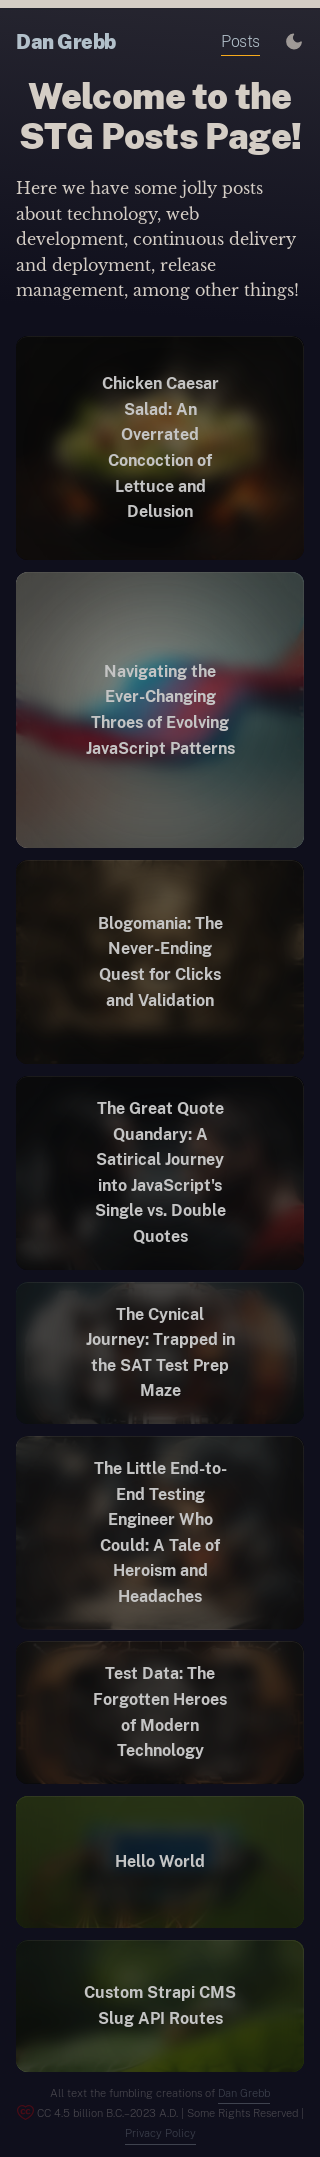 Dan Grebb
Posts
Welcome to the
STG Posts Page!
Here we have some jolly posts
about technology, web
development, continuous delivery
and deployment, release
management, among other things!
Chicken Caesar
Salad: An
Overrated
Concoction of
Lettuce and
Delusion
Navigating the
Ever-Changing
Throes of Evolving
JavaScript Patterns
Blogomania: The
Never-Ending
Quest for Clicks
and Validation
The Great Quote
Quandary: A
Satirical Journey
into JavaScript's
Single vs. Double
Quotes
The Cynical
Journey: Trapped in
the SAT Test Prep
Maze
The Little End-to-
End Testing
Engineer Who
Could: A Tale of
Heroism and
Headaches
Test Data: The
Forgotten Heroes
of Modern
Technology
Hello World
Custom Strapi CMS
Slug API Routes
All text the fumbling creations of Dan Grebb
CC 4.5 billion B.C.–2023 A.D. | Some Rights Reserved |
Privacy Policy